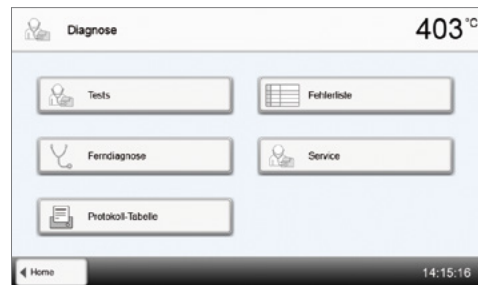 Diagnose
403 °C
Tests
Fehlerliste
Ferndiagnose
Service
Protokoll-Tabelle
Home
14:15:16